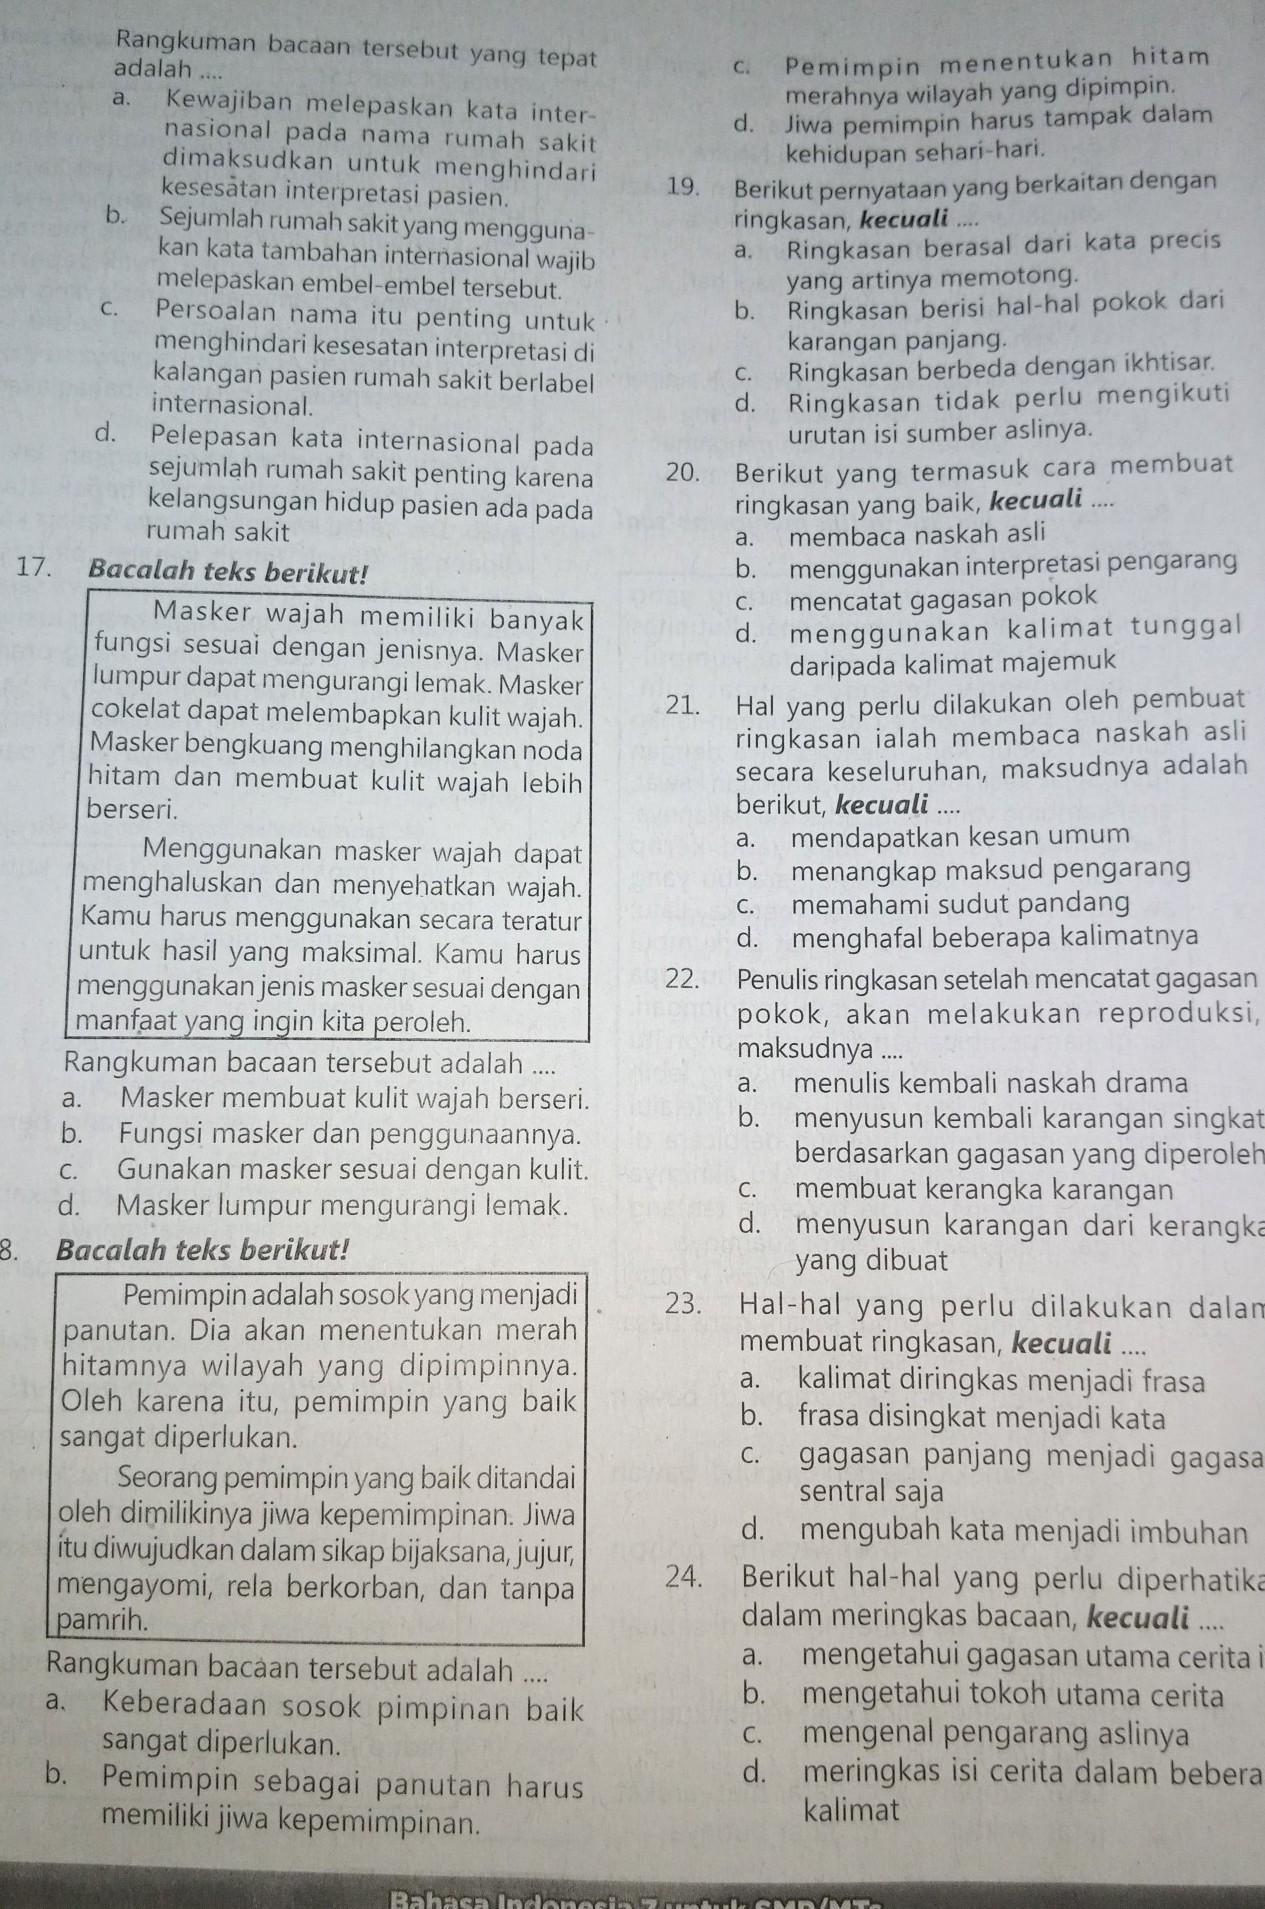 Rangkuman bacaan tersebut yang tepat
adalah ....
a. Kewajiban melepaskan kata inter-
nasional pada nama rumah sakit
dimaksudkan untuk menghindari
kesesatan interpretasi pasien.
b. Sejumlah rumah sakit yang mengguna-
kan kata tambahan internasional wajib
melepaskan embel-embel tersebut.
c. Persoalan nama itu penting untuk
menghindari kesesatan interpretasi di
kalangan pasien rumah sakit berlabel
internasional.
d. Pelepasan kata internasional pada
sejumlah rumah sakit penting karena
kelangsungan hidup pasien ada pada
rumah sakit
17. Bacalah teks berikut!
Masker wajah memiliki banyak
fungsi sesuai dengan jenisnya. Masker
lumpur dapat mengurangi lemak. Masker
cokelat dapat melembapkan kulit wajah.
Masker bengkuang menghilangkan noda
hitam dan membuat kulit wajah lebih
berseri.
Menggunakan masker wajah dapat
menghaluskan dan menyehatkan wajah.
Kamu harus menggunakan secara teratur
untuk hasil yang maksimal. Kamu harus
menggunakan jenis masker sesuai dengan
manfaat yang ingin kita peroleh.
Rangkuman bacaan tersebut adalah ....
a. Masker membuat kulit wajah berseri.
b. Fungsi masker dan penggunaannya.
c. Gunakan masker sesuai dengan kulit.
d. Masker lumpur mengurangi lemak.
8. Bacalah teks berikut!
Pemimpin adalah sosok yang menjadi
panutan. Dia akan menentukan merah
hitamnya wilayah yang dipimpinnya.
Oleh karena itu, pemimpin yang baik
sangat diperlukan.
Seorang pemimpin yang baik ditandai
oleh dimilikinya jiwa kepemimpinan. Jiwa
itu diwujudkan dalam sikap bijaksana, jujur,
mengayomi, rela berkorban, dan tanpa
pamrih.
Rangkuman bacaan tersebut adalah ....
a. Keberadaan sosok pimpinan baik
sangat diperlukan.
b. Pemimpin sebagai panutan harus
memiliki jiwa kepemimpinan.
c. Pemimpin menentukan hitam
merahnya wilayah yang dipimpin.
d. Jiwa pemimpin harus tampak dalam
kehidupan sehari-hari.
19. Berikut pernyataan yang berkaitan dengan
ringkasan, kecuali ....
a. Ringkasan berasal dari kata precis
yang artinya memotong.
b. Ringkasan berisi hal-hal pokok dari
karangan panjang.
c. Ringkasan berbeda dengan ikhtisar.
d. Ringkasan tidak perlu mengikuti
urutan isi sumber aslinya.
20. Berikut yang termasuk cara membuat
ringkasan yang baik, kecuali ....
a. membaca naskah asli
b. menggunakan interpretasi pengarang
c. mencatat gagasan pokok
d. menggunakan kalimat tunggal
daripada kalimat majemuk
21. Hal yang perlu dilakukan oleh pembuat
ringkasan ialah membaca naskah asli
secara keseluruhan, maksudnya adalah
berikut, kecuali ....
a. mendapatkan kesan umum
b. menangkap maksud pengarang
c. memahami sudut pandang
d. menghafal beberapa kalimatnya
22. Penulis ringkasan setelah mencatat gagasan
pokok, akan melakukan reproduksi,
maksudnya ....
a. menulis kembali naskah drama
b. menyusun kembali karangan singkat
berdasarkan gagasan yang diperoleh
c. membuat kerangka karangan
d. menyusun karangan dari kerangka
yang dibuat
23. Hal-hal yang perlu dilakukan dalam
membuat ringkasan, kecuali ....
a. kalimat diringkas menjadi frasa
b. frasa disingkat menjadi kata
c. gagasan panjang menjadi gagasa
sentral saja
d. mengubah kata menjadi imbuhan
24. Berikut hal-hal yang perlu diperhatika
dalam meringkas bacaan, kecuali ....
a. mengetahui gagasan utama cerita i
b. mengetahui tokoh utama cerita
c. mengenal pengarang aslinya
d. meringkas isi cerita dalam bebera
kalimat
Bahasa Indonesia 7 untuk SMP/MTs